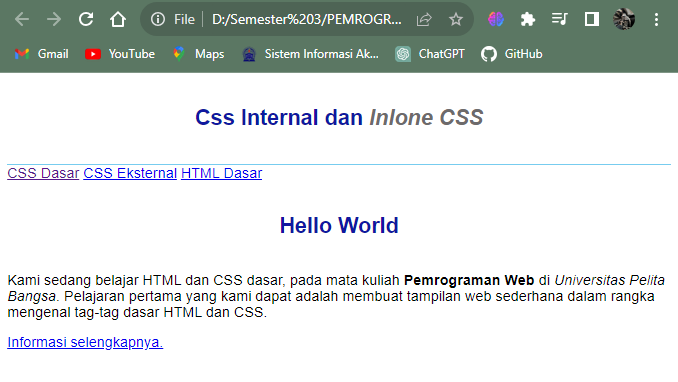 File D:/Semester%203/PEMROGR...
Gmail YouTube Maps Sistem Informasi Ak... ChatGPT GitHub
Css Internal dan Inlone CSS
CSS Dasar CSS Eksternal HTML Dasar
Hello World
Kami sedang belajar HTML dan CSS dasar, pada mata kuliah Pemrograman Web di Universitas Pelita
Bangsa. Pelajaran pertama yang kami dapat adalah membuat tampilan web sederhana dalam rangka
mengenal tag-tag dasar HTML dan CSS.
Informasi selengkapnya.